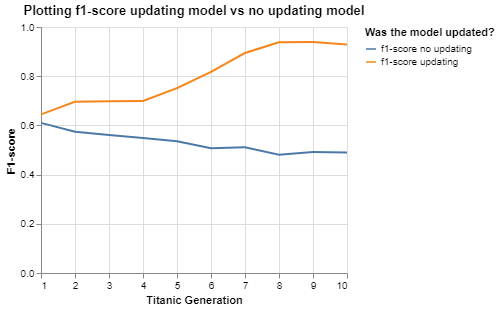 Plotting f1-score updating model vs no updating model
Was the model updated?
f1-score no updating
f1-score updating
F1-score
1.0
0.8
0.6
0.4
0.2
0.0
1 2 3 4 5 6 7 8 9 10
Titanic Generation